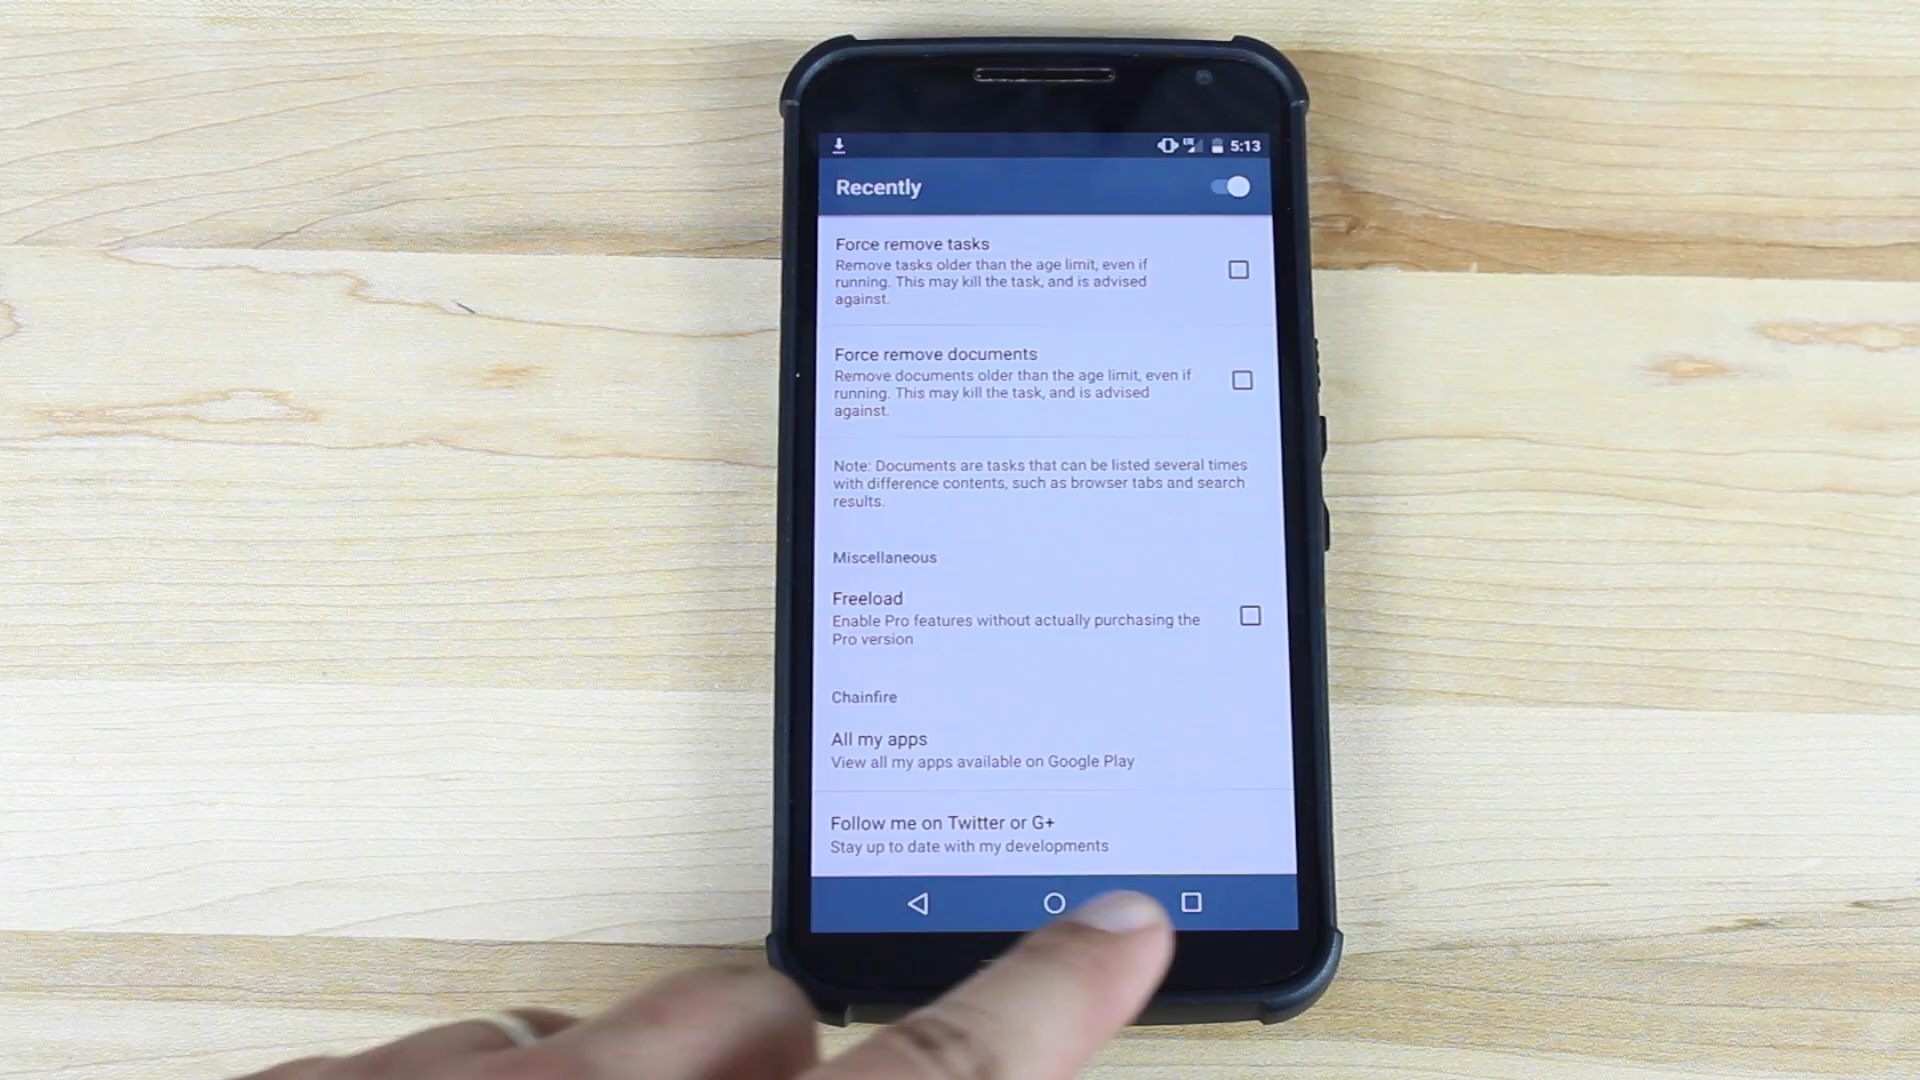 5:13
Recently
Force remove tasks
Remove tasks older than the age limit, even if
running. This may kill the task, and is advised
against.
Force remove documents
Remove documents older than the age limit, even if
running. This may kill the task, and is advised
against.
Note: Documents are tasks that can be listed several times
with difference contents, such as browser tabs and search
results.
Miscellaneous
Freeload
Enable Pro features without actually purchasing the
Pro version
Chainfire
All my apps
View all my apps available on Google Play
Follow me on Twitter or G+
Stay up to date with my developments